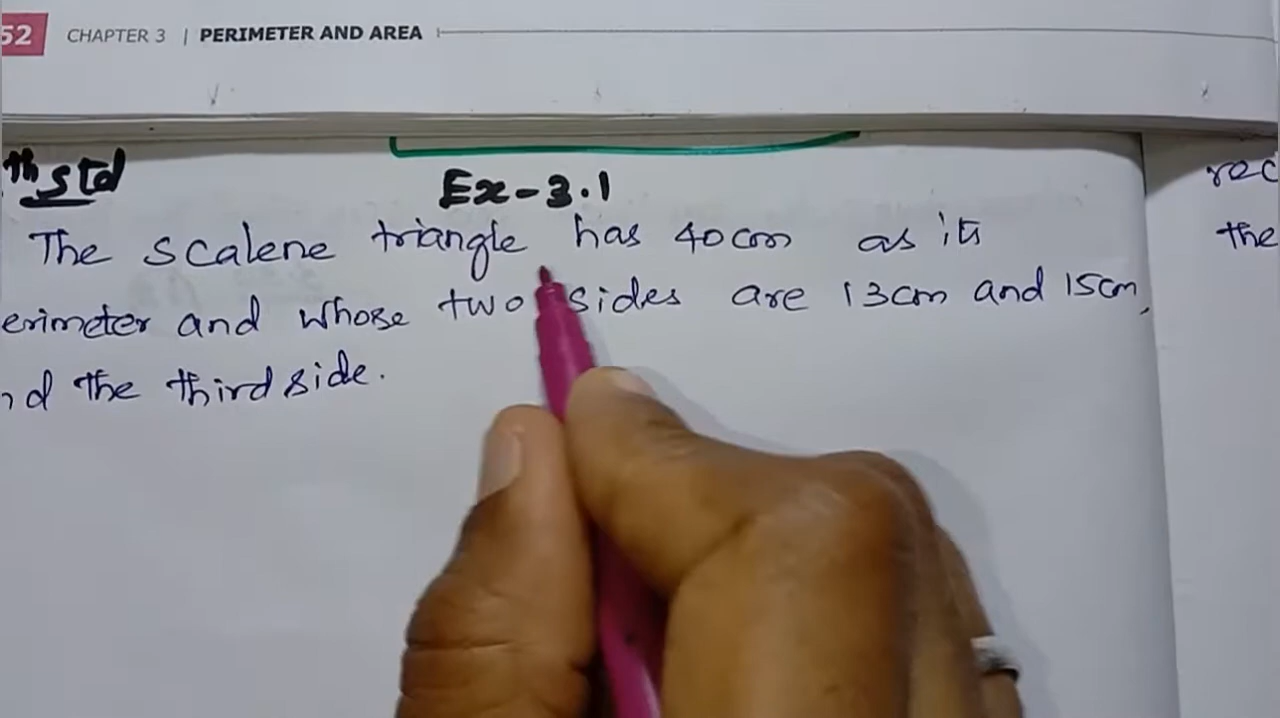 52 CHAPTER 3 | PERIMETER AND AREA
th std
Ex-3.1
The scalene triangle has 40cm as its
erimeter and whose two sides are 13cm and 15cm,
nd the third side.
rec
the